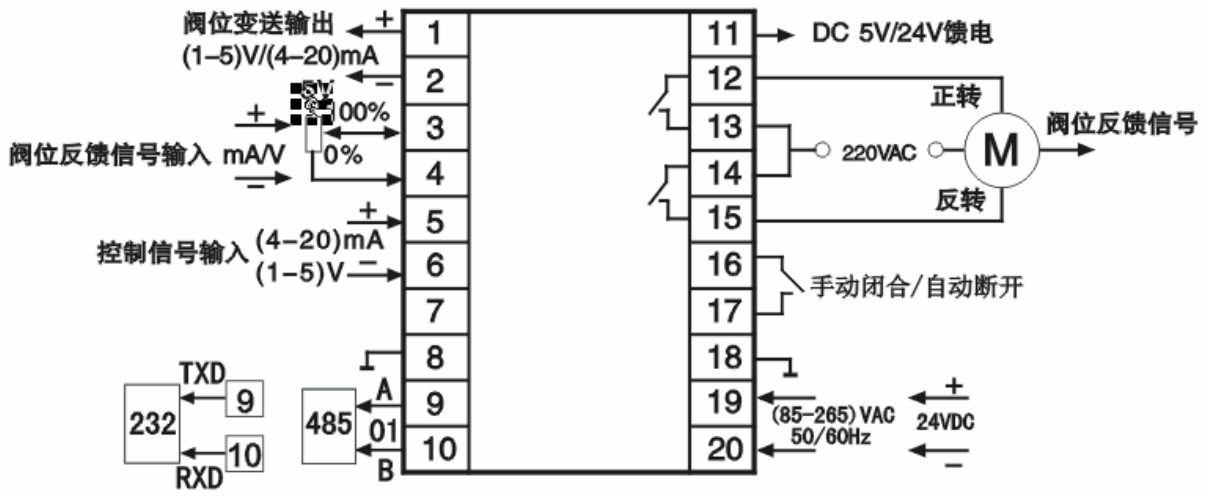 阀位变送输出
(1-5)V/(4-20)mA
+
-
1
2
3
4
5
6
7
8
9
10
5V
100%
0%
+
阀位反馈信号输入 mA/V
-
+
控制信号输入
(4-20)mA
(1-5)V
-
TXD
232
RXD
9
10
485
A
01
B
11
12
13
14
15
16
17
18
19
20
DC 5V/24V馈电
正转
220VAC
M
阀位反馈信号
反转
手动闭合/自动断开
(85-265)VAC
50/60Hz
+
24VDC
-